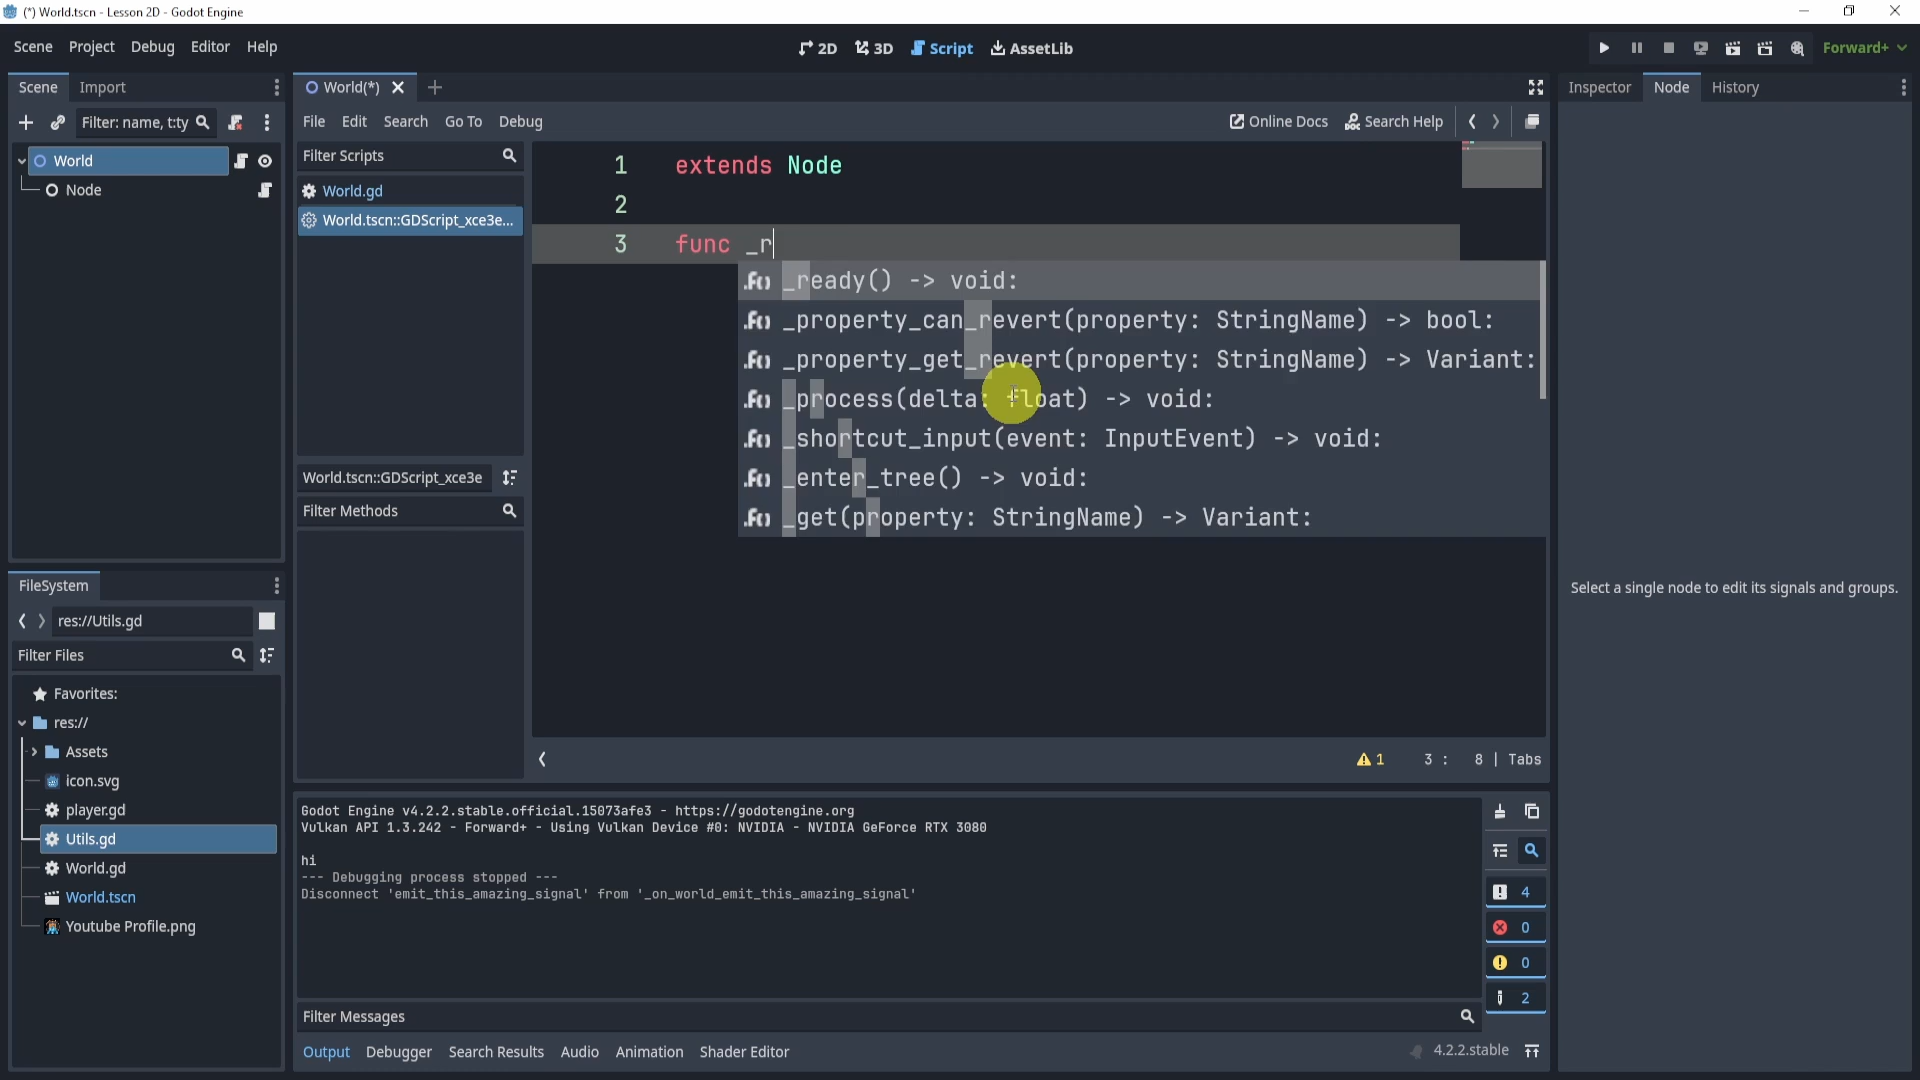 (*) World.tscn - Lesson 2D - Godot Engine
Scene Project Debug Editor Help
2D 3D Script AssetLib
Forward+
Scene Import
World(*)
Inspector Node History
Filter: name, t:ty
File Edit Search Go To Debug
Online Docs Search Help
World
Node
Filter Scripts
World.gd
World.tscn::GDScript_xce3e...
World.tscn::GDScript_xce3e
Filter Methods
1 extends Node
2
3 func _r
_ready() -> void:
_property_can_revert(property: StringName) -> bool:
_property_get_revert(property: StringName) -> Variant:
_process(delta: float) -> void:
_shortcut_input(event: InputEvent) -> void:
_enter_tree() -> void:
_get(property: StringName) -> Variant:
Select a single node to edit its signals and groups.
1 3 : 8 | Tabs
FileSystem
res://Utils.gd
Filter Files
Favorites:
res://
Assets
icon.svg
player.gd
Utils.gd
World.gd
World.tscn
Youtube Profile.png
Godot Engine v4.2.2.stable.official.15073afe3 - https://godotengine.org
Vulkan API 1.3.242 - Forward+ - Using Vulkan Device #0: NVIDIA - NVIDIA GeForce RTX 3080
hi
--- Debugging process stopped ---
Disconnect 'emit_this_amazing_signal' from '_on_world_emit_this_amazing_signal'
4
0
0
2
Filter Messages
Output Debugger Search Results Audio Animation Shader Editor
4.2.2.stable